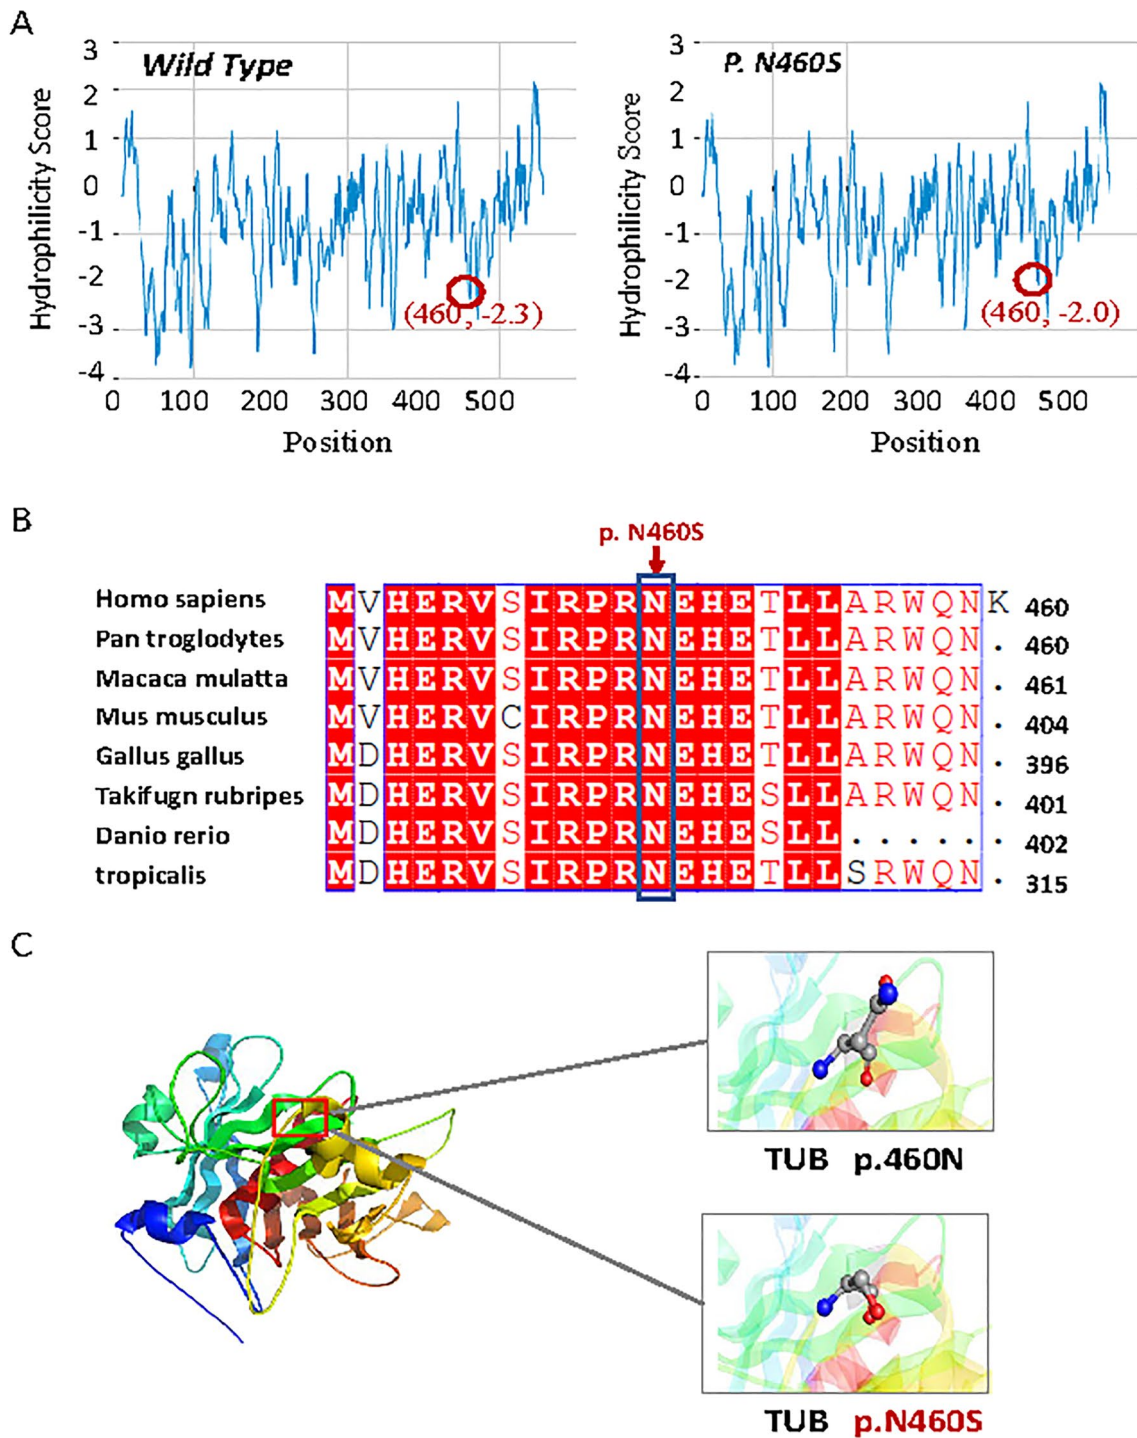 A
Wild Type
P. N460S
Hydrophilicity Score
3
2
1
0
-1
-2
-3
-4
(460, -2.3)
0 100 200 300 400 500
Position
Hydrophilicity Score
3
2
1
0
-1
-2
-3
-4
(460, -2.0)
0 100 200 300 400 500
Position
B
p. N460S
Homo sapiens MVHERVSIRPRNEHETLLARWQNK 460
Pan troglodytes MVHERVSIRPRNEHETLLARWQN. 460
Macaca mulatta MVHERVSIRPRNEHETLLARWQN. 461
Mus musculus MVHERVCIRPRNEHETLLARWQN. 404
Gallus gallus MDHERVSIRPRNEHETLLARWQN. 396
Takifugn rubripes MDHERVSIRPRNEHESLLARWQN. 401
Danio rerio MDHERVSIRPRNEHESLL...... 402
tropicalis MDHERVSIRPRNEHETLLSRWQN. 315
C
TUB p.460N
TUB p.N460S